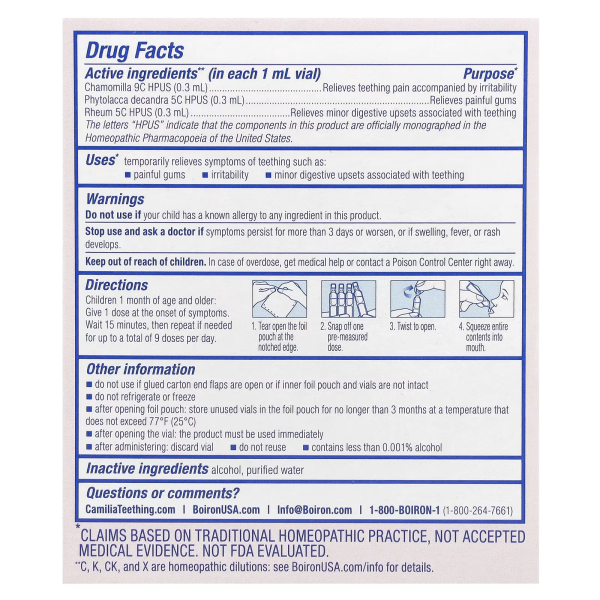 Drug Facts
Active ingredients** (in each 1 mL vial) Purpose*
Chamomilla 9C HPUS (0.3 mL)..............................Relieves teething pain accompanied by irritability
Phytolacca decandra 5C HPUS (0.3 mL)..................................................Relieves painful gums
Rheum 5C HPUS (0.3 mL)..........................Relieves minor digestive upsets associated with teething
The letters "HPUS" indicate that the components in this product are officially monographed in the
Homeopathic Pharmacopoeia of the United States.
Uses* temporarily relieves symptoms of teething such as:
■ painful gums ■ irritability ■ minor digestive upsets associated with teething
Warnings
Do not use if your child has a known allergy to any ingredient in this product.
Stop use and ask a doctor if symptoms persist for more than 3 days or worsen, or if swelling, fever, or rash
develops.
Keep out of reach of children. In case of overdose, get medical help or contact a Poison Control Center right away.
Directions
Children 1 month of age and older:
Give 1 dose at the onset of symptoms.
Wait 15 minutes, then repeat if needed
for up to a total of 9 doses per day.
1. Tear open the foil
pouch at the
notched edge.
2. Snap off one
pre-measured
dose.
3. Twist to open.
4. Squeeze entire
contents into
mouth.
Other information
■ do not use if glued carton end flaps are open or if inner foil pouch and vials are not intact
■ do not refrigerate or freeze
■ after opening foil pouch: store unused vials in the foil pouch for no longer than 3 months at a temperature that
does not exceed 77°F (25°C)
■ after opening the vial: the product must be used immediately
■ after administering: discard vial ■ do not reuse ■ contains less than 0.001% alcohol
Inactive ingredients alcohol, purified water
Questions or comments?
CamiliaTeething.com | BoironUSA.com | Info@Boiron.com | 1-800-BOIRON-1 (1-800-264-7661)
*CLAIMS BASED ON TRADITIONAL HOMEOPATHIC PRACTICE, NOT ACCEPTED
MEDICAL EVIDENCE. NOT FDA EVALUATED.
**C, K, CK, and X are homeopathic dilutions: see BoironUSA.com/info for details.